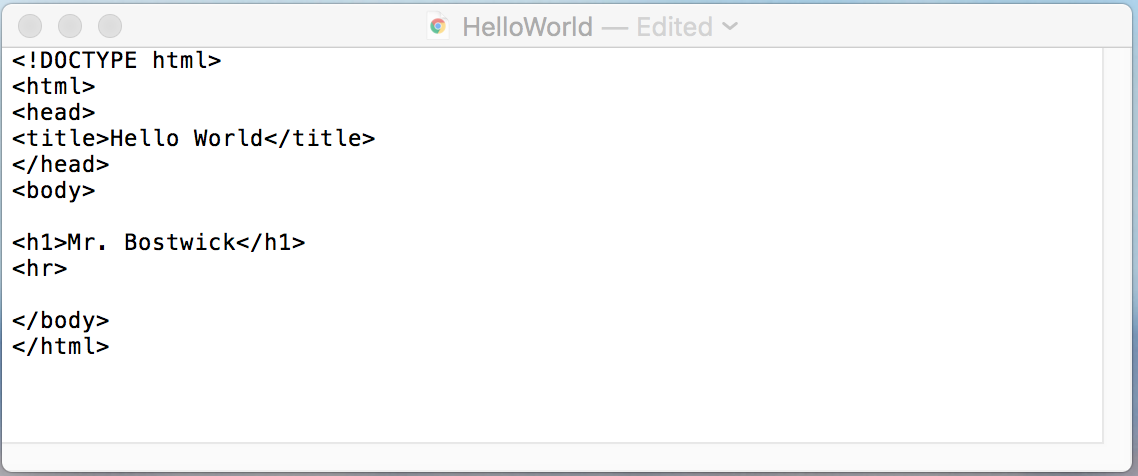 HelloWorld — Edited
<!DOCTYPE html>
<html>
<head>
<title>Hello World</title>
</head>
<body>
<h1>Mr. Bostwick</h1>
<hr>
</body>
</html>